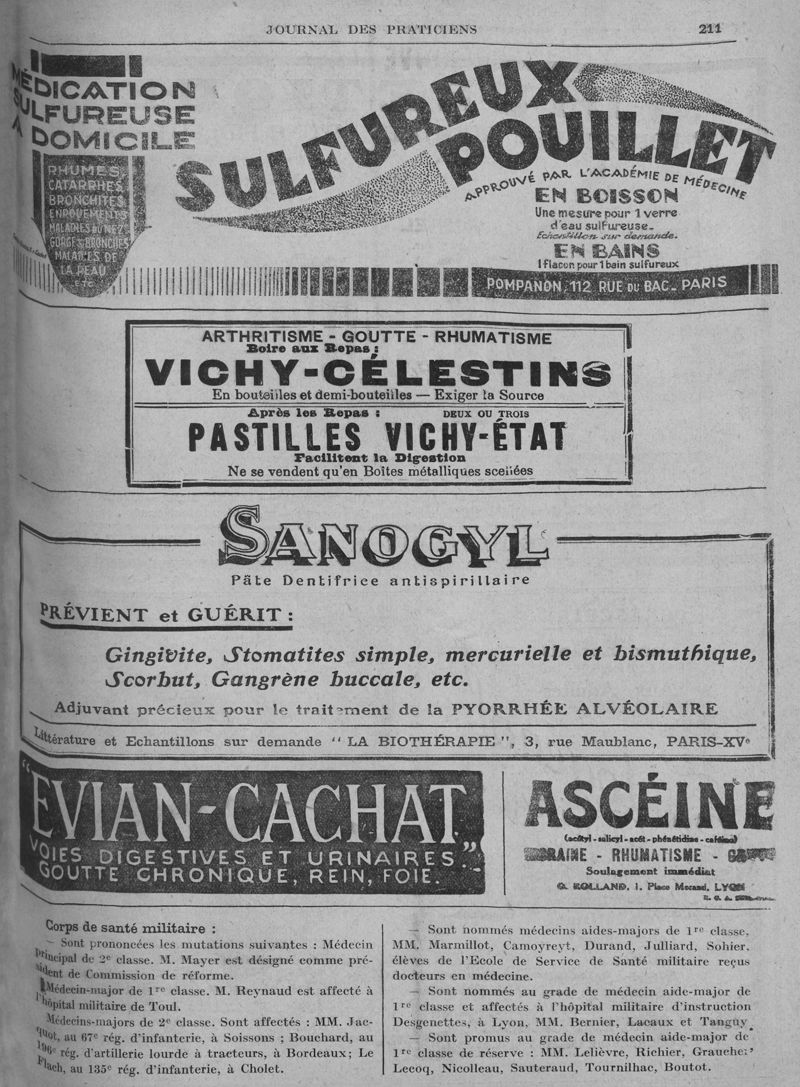 JOURNAL DES PRATICIENS
211
MÉDICATION
SULFUREUSE
A DOMICILE
RHUMES,
CATARRHES
BRONCHITES
ENROUEMENTS
MALADIES DU NEZ
GORGE & BRONCHES
MALADIES DE
LA PEAU
ETC
SULFUREUX
POUILLET
APPROUVÉ PAR L'ACADÉMIE DE MÉDECINE
EN BOISSON
Une mesure pour 1 verre
d'eau sulfureuse.
Echantillon sur demande.
EN BAINS
1 flacon pour 1 bain sulfureux
POMPANON, 112 RUE DU BAC_ PARIS
ARTHRITISME - GOUTTE - RHUMATISME
Boire aux Repas :
VICHY-CÉLESTINS
En bouteilles et demi-bouteilles — Exiger la Source
Après les Repas : DEUX OU TROIS
PASTILLES VICHY-ÉTAT
Facilitent la Digestion
Ne se vendent qu'en Boîtes métalliques scellées
SANOGYL
Pâte Dentifrice antispirillaire
PRÉVIENT et GUÉRIT :
Gingivite, Stomatites simple, mercurielle et bismuthique,
Scorbut, Gangrène buccale, etc.
Adjuvant précieux pour le traitement de la PYORRHÉE ALVÉOLAIRE
Littérature et Echantillons sur demande " LA BIOTHÉRAPIE ", 3, rue Maublanc, PARIS-XVe
"EVIAN-CACHAT
VOIES DIGESTIVES ET URINAIRES."
GOUTTE CHRONIQUE, REIN, FOIE.
ASCÉINE
(acétyl-salicyl-acét-phénétidine-caféine)
- RHUMATISME -
Soulagement immédiat
G. ROLLAND, 1, Place Morand, LYON
Corps de santé militaire :
— Sont prononcées les mutations suivantes : Médecin
principal de 2e classe. M. Mayer est désigné comme pré-
sident de Commission de réforme.
Médecin-major de 1re classe. M. Reynaud est affecté à
l'hôpital militaire de Toul.
Médecins-majors de 2e classe. Sont affectés : MM. Jac-
quot, au 67e rég. d'infanterie, à Soissons ; Bouchard, au
196e rég. d'artillerie lourde à tracteurs, à Bordeaux; Le
Flach, au 135e rég. d'infanterie, à Cholet.
— Sont nommés médecins aides-majors de 1re classe,
MM. Marmillot, Camoyreyt, Durand, Julliard, Sohier,
élèves de l'Ecole de Service de Santé militaire reçus
docteurs en médecine.
— Sont nommés au grade de médecin aide-major de
1re classe et affectés à l'hôpital militaire d'instruction
Desgenettes, à Lyon, MM. Bernier, Lacaux et Tanguy.
— Sont promus au grade de médecin aide-major de
1re classe de réserve : MM. Lelièvre, Richier,
Lecoq, Nicolleau, Sauteraud, Tournilhac, Boutot.